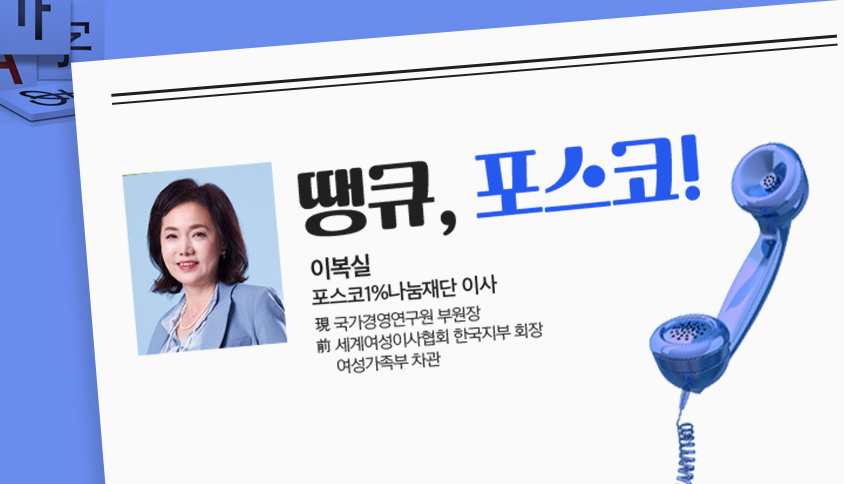 땡큐, 포스코!
이복실
포스코1%나눔재단 이사
現 국가경영연구원 부원장
前 세계여성이사협회 한국지부 회장
여성가족부 차관